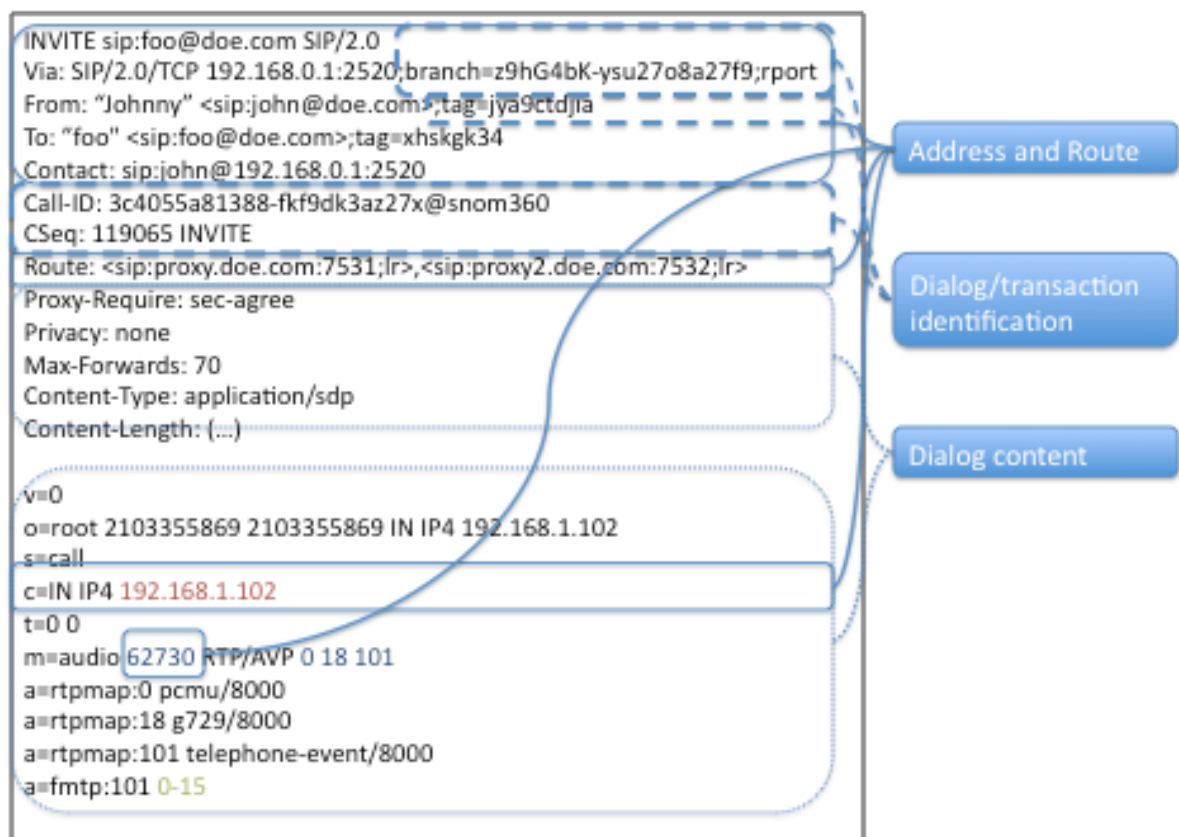 INVITE sip:foo@doe.com SIP/2.0
Via: SIP/2.0/TCP 192.168.0.1:2520;branch=z9hG4bK-ysu27o8a27f9;rport
From: “Johnny” <sip:john@doe.com>;tag=jya9ctdjia
To: “foo" <sip:foo@doe.com>;tag=xhskgk34
Contact: sip:john@192.168.0.1:2520
Call-ID: 3c4055a81388-fkf9dk3az27x@snom360
CSeq: 119065 INVITE
Route: <sip:proxy.doe.com:7531;lr>,<sip:proxy2.doe.com:7532;lr>
Proxy-Require: sec-agree
Privacy: none
Max-Forwards: 70
Content-Type: application/sdp
Content-Length: (...)
v=0
o=root 2103355869 2103355869 IN IP4 192.168.1.102
s=call
c=IN IP4 192.168.1.102
t=0 0
m=audio 62730 RTP/AVP 0 18 101
a=rtpmap:0 pcmu/8000
a=rtpmap:18 g729/8000
a=rtpmap:101 telephone-event/8000
a=fmtp:101 0-15
Address and Route
Dialog/transaction
identification
Dialog content